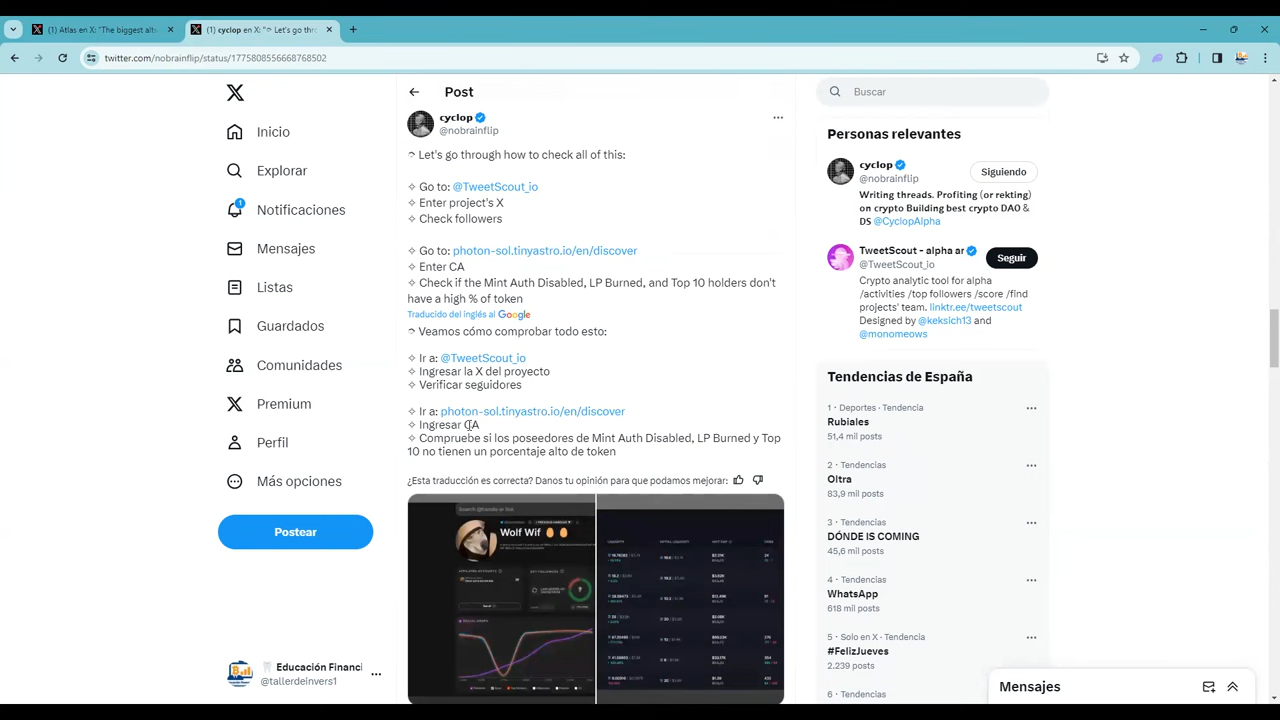 (1) Atlas en X: "The biggest alts
(1) cyclop en X: "Let's go thr
twitter.com/nobrainflip/status/1775808556668768502
Inicio
Explorar
1
Notificaciones
Mensajes
Listas
Guardados
Comunidades
Premium
Perfil
Más opciones
Postear
Educación Financi
@tallerdeinvers1
Post
cyclop
@nobrainflip
Let's go through how to check all of this:
✧ Go to: @TweetScout_io
✧ Enter project's X
✧ Check followers
✧ Go to: photon-sol.tinyastro.io/en/discover
✧ Enter CA
✧ Check if the Mint Auth Disabled, LP Burned, and Top 10 holders don't
have a high % of token
Traducido del inglés al Google
Veamos cómo comprobar todo esto:
✧ Ir a: @TweetScout_io
✧ Ingresar la X del proyecto
✧ Verificar seguidores
✧ Ir a: photon-sol.tinyastro.io/en/discover
✧ Ingresar CA
✧ Compruebe si los poseedores de Mint Auth Disabled, LP Burned y Top
10 no tienen un porcentaje alto de token
¿Esta traducción es correcta? Danos tu opinión para que podamos mejorar:
Wolf Wif
Buscar
Personas relevantes
cyclop
Siguiendo
@nobrainflip
Writing threads. Profiting (or rekting)
on crypto Building best crypto DAO &
DS @CyclopAlpha
TweetScout - alpha ar
Seguir
@TweetScout_io
Crypto analytic tool for alpha
/activities /top followers /score /find
projects' team. linktr.ee/tweetscout
Designed by @keksich13 and
@monomeows
Tendencias de España
1 · Deportes · Tendencia
Rubiales
51,4 mil posts
2 · Tendencias
Oltra
83,9 mil posts
3 · Tendencias
DÓNDE IS COMING
45,6 mil posts
4 · Tendencias
WhatsApp
618 mil posts
5 · Solo en X · Tendencia
#FelizJueves
2.239 posts
6 · Tendencias
Mensajes